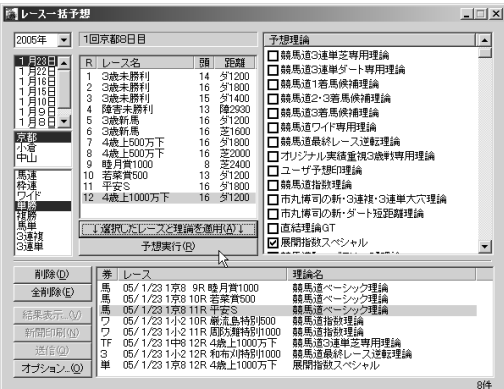 レース一括予想
2005年 1回京都8日目
1月23日
1月22日
1月16日
1月15日
1月10日
1月9日
1月8日
京都
小倉
中山
馬連
枠連
ワイド
単勝
複勝
馬単
3連複
3連単
R レース名 頭 距離
1 3歳未勝利 14 ダ1200
2 3歳未勝利 16 ダ1800
3 3歳未勝利 15 ダ1400
4 障害未勝利 13 障2930
5 3歳新馬 16 ダ1200
6 3歳新馬 16 芝1600
7 4歳上500万下 16 ダ1800
8 4歳上500万下 16 芝2000
9 睦月賞1000 8 芝2400
10 若菜賞500 13 ダ1200
11 平安S 16 ダ1800
12 4歳上1000万下 16 ダ1200
↓選択したレースと理論を適用(A)↓
予想実行(R)
予想理論
競馬道3連単芝専用理論
競馬道3連単ダート専用理論
競馬道1着馬候補理論
競馬道2・3着馬候補理論
競馬道3着馬候補理論
競馬道ワイド専用理論
競馬道最終レース逆転理論
オリジナル実績重視3歳戦専用理論
ユーザ予想印理論
競馬道指数理論
市丸博司の新・3連複・3連単大穴理論
市丸博司の新・ダート短距離理論
直結理論GT
展開指数スペシャル
削除(D)
全削除(E)
結果表示...(V)
新聞印刷(N)
送信(Q)
オプション...(O)
券 レース 理論名
馬 05/ 1/23 1京8 9R 睦月賞1000 競馬道ベーシック理論
馬 05/ 1/23 1京8 10R 若菜賞500 競馬道ベーシック理論
馬 05/ 1/23 1京8 11R 平安S 競馬道ベーシック理論
ワ 05/ 1/23 1小2 10R 巌流島特別500 競馬道指数理論
ワ 05/ 1/23 1小2 11R 周防灘特別1000 競馬道指数理論
TF 05/ 1/23 1中8 12R 4歳上1000万下 競馬道3連単芝専用理論
3 05/ 1/23 1小2 12R 和布刈特別1000 競馬道最終レース逆転理論
単 05/ 1/23 1京8 12R 4歳上1000万下 展開指数スペシャル
8件